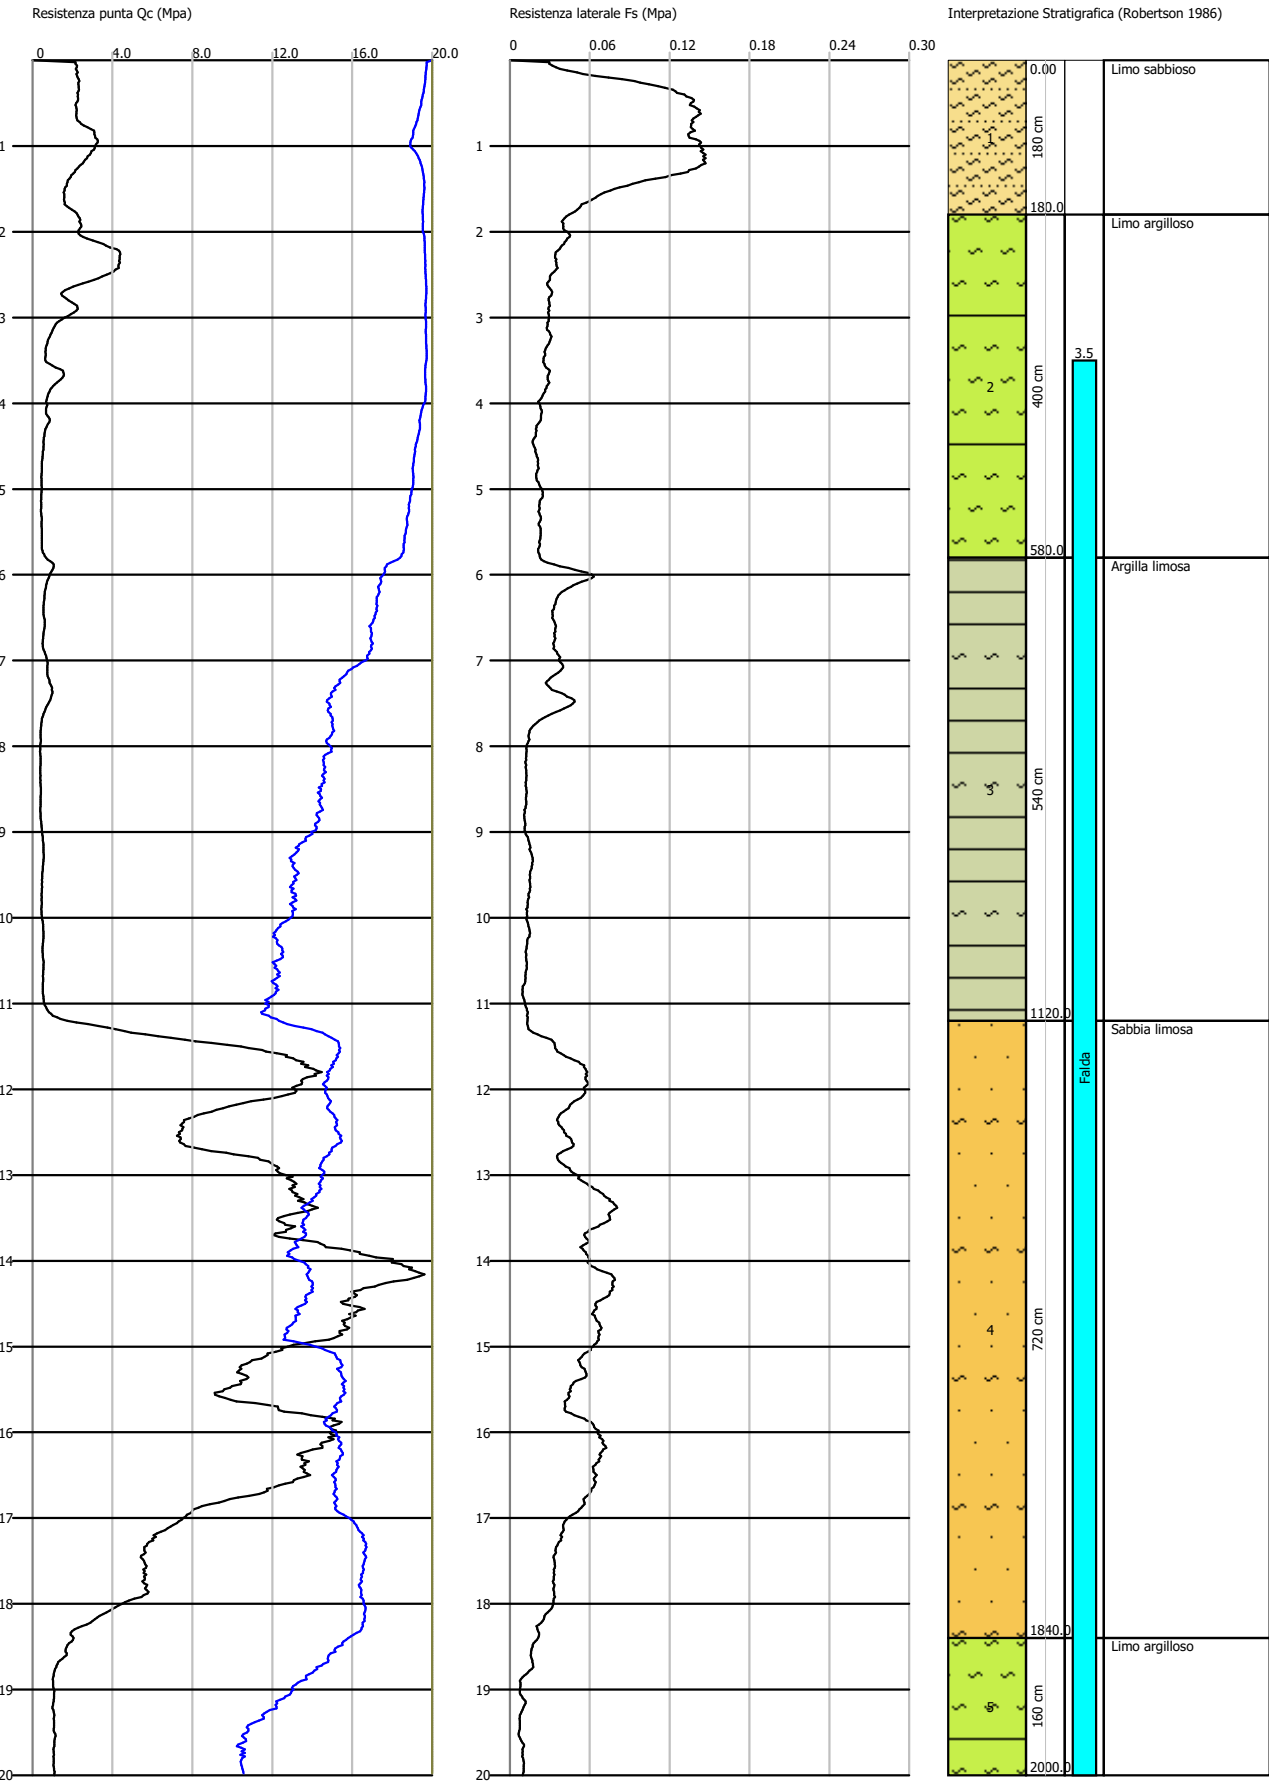 Resistenza punta Qc (Mpa)
Resistenza laterale Fs (Mpa)
Interpretazione Stratigrafica (Robertson 1986)
0 4.0 8.0 12.0 16.0 20.0
0 0.06 0.12 0.18 0.24 0.30
0.00
Limo sabbioso
1
180 cm
180.0
Limo argilloso
3.5
2
400 cm
580.0
Argilla limosa
3
540 cm
1120.0
Sabbia limosa
Falda
4
720 cm
1840.0
Limo argilloso
5
160 cm
2000.0
1 1
2 2
3 3
4 4
5 5
6 6
7 7
8 8
9 9
10 10
11 11
12 12
13 13
14 14
15 15
16 16
17 17
18 18
19 19
20 20